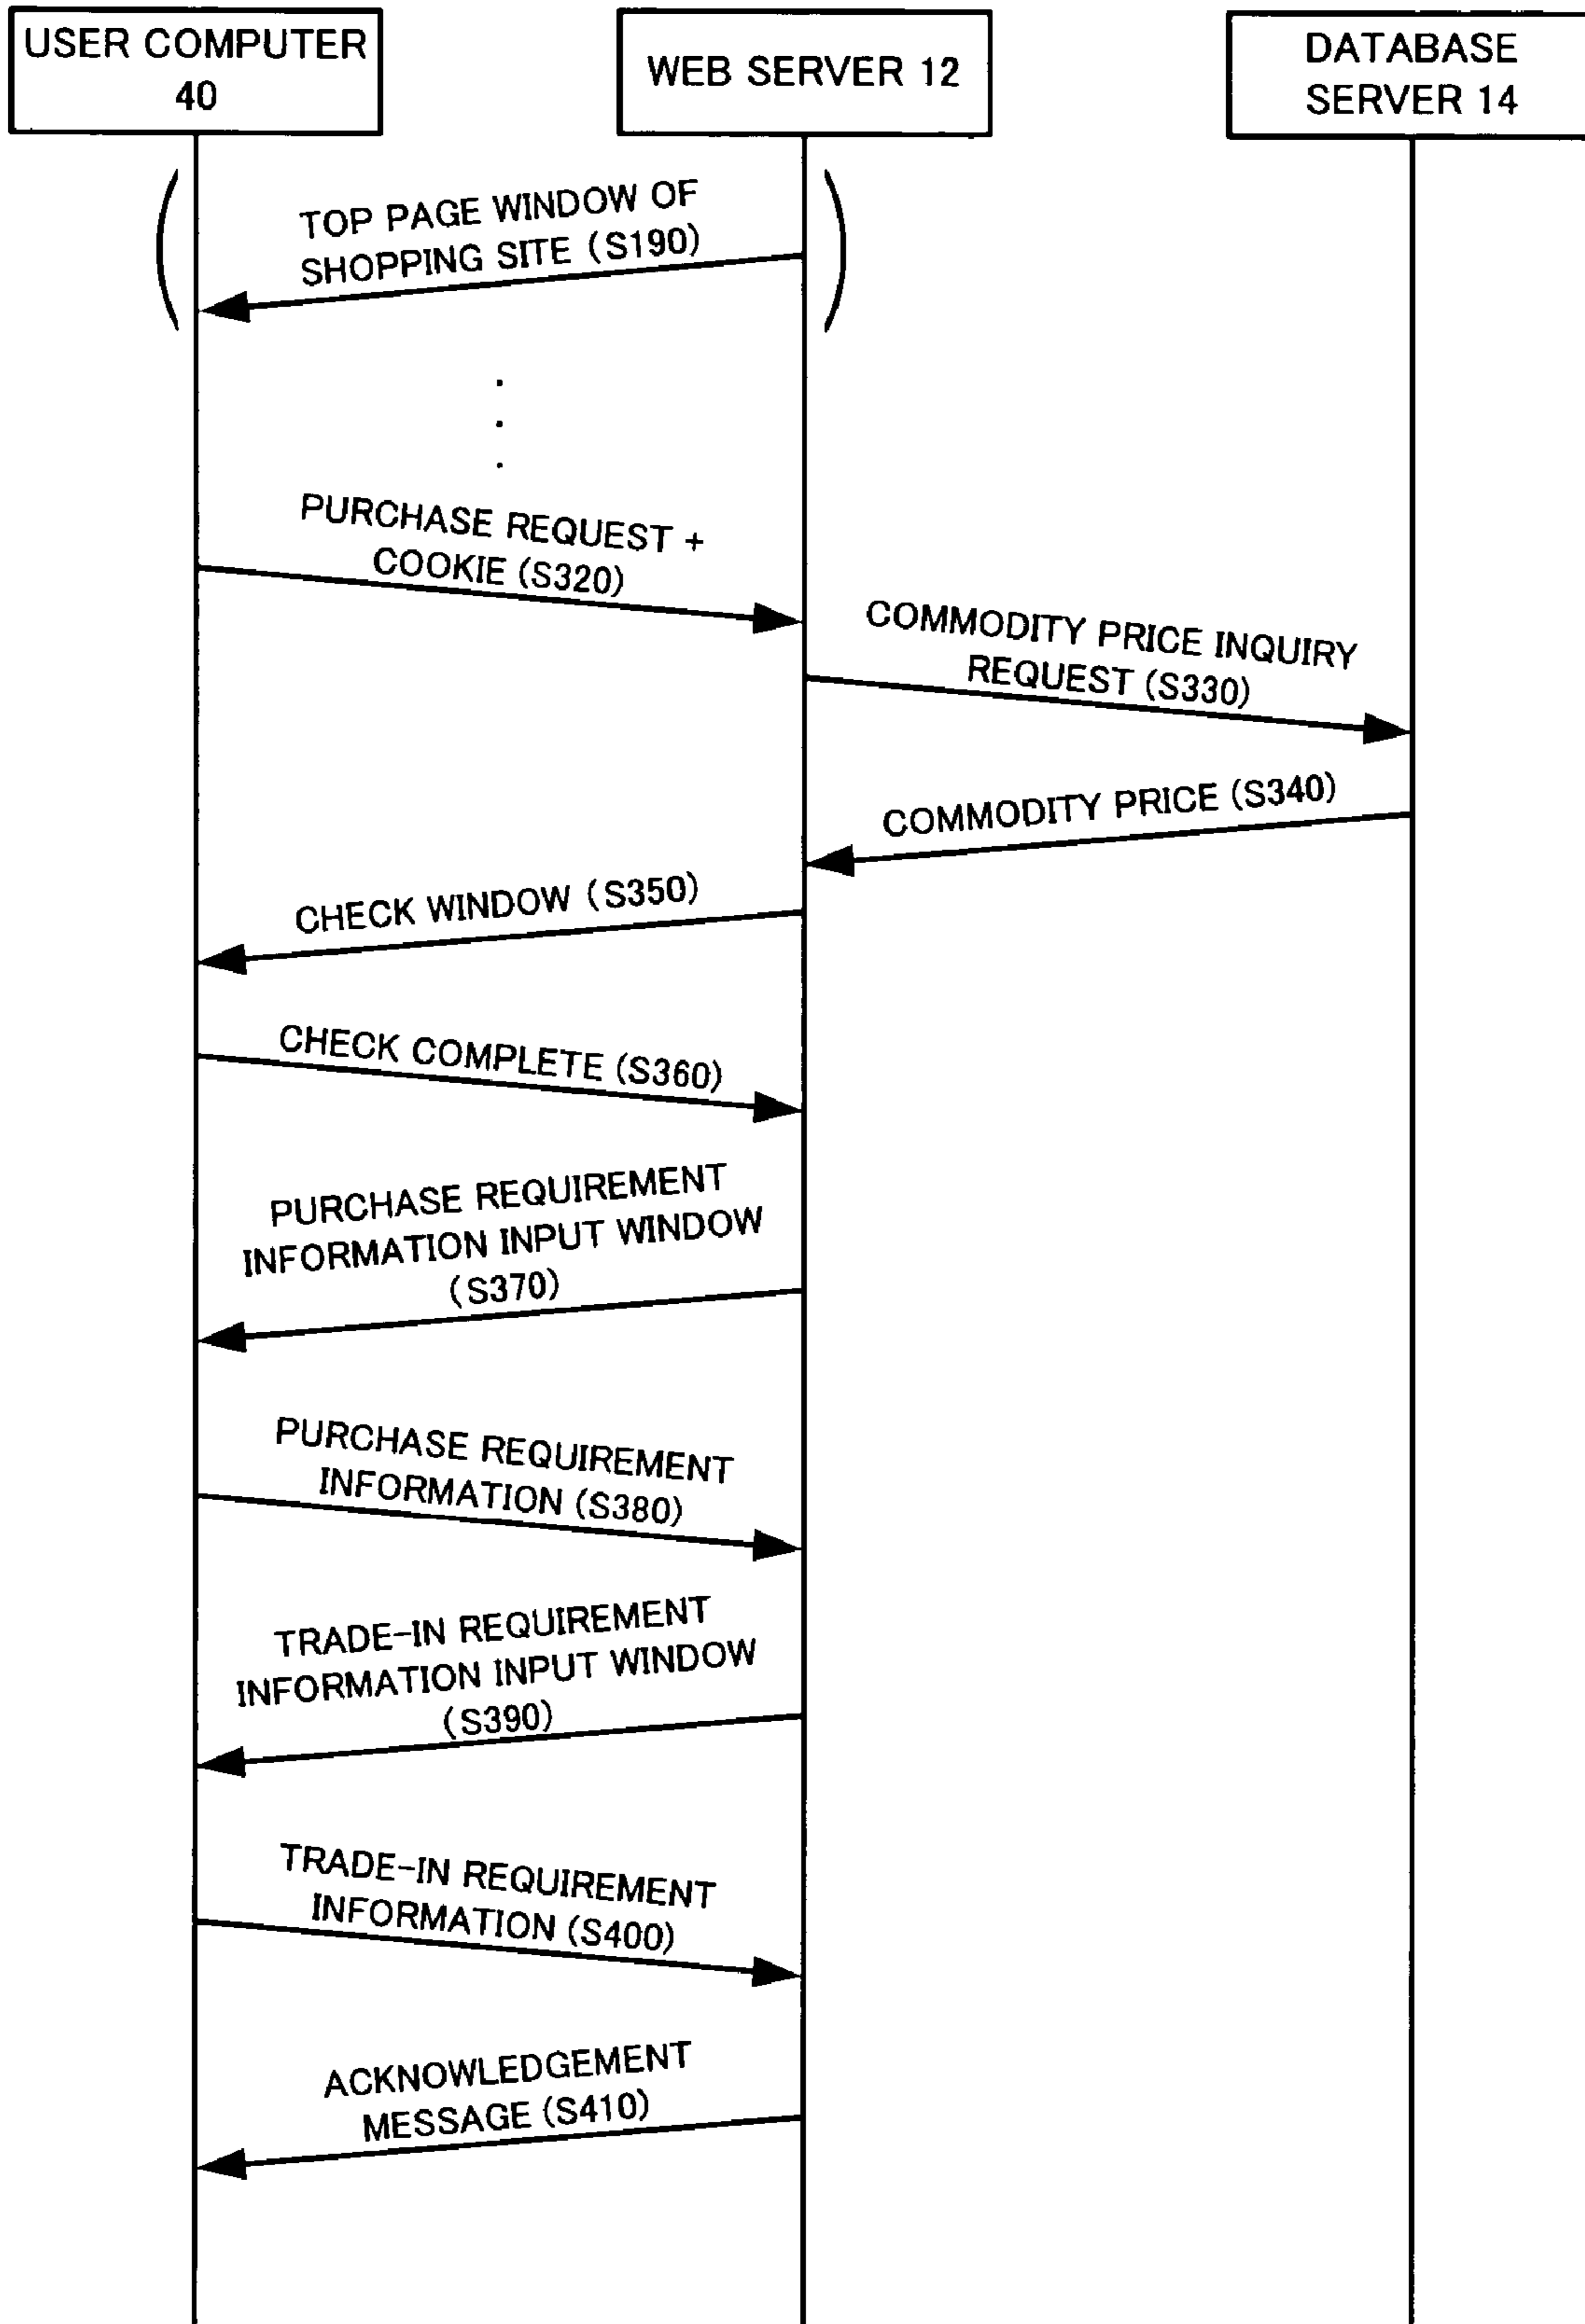 USER COMPUTER
40
WEB SERVER 12
DATABASE
SERVER 14
TOP PAGE WINDOW OF
SHOPPING SITE (S190)
PURCHASE REQUEST +
COOKIE (S320)
COMMODITY PRICE INQUIRY
REQUEST (S330)
COMMODITY PRICE (S340)
CHECK WINDOW (S350)
CHECK COMPLETE (S360)
PURCHASE REQUIREMENT
INFORMATION INPUT WINDOW
(S370)
PURCHASE REQUIREMENT
INFORMATION (S380)
TRADE-IN REQUIREMENT
INFORMATION INPUT WINDOW
(S390)
TRADE-IN REQUIREMENT
INFORMATION (S400)
ACKNOWLEDGEMENT
MESSAGE (S410)